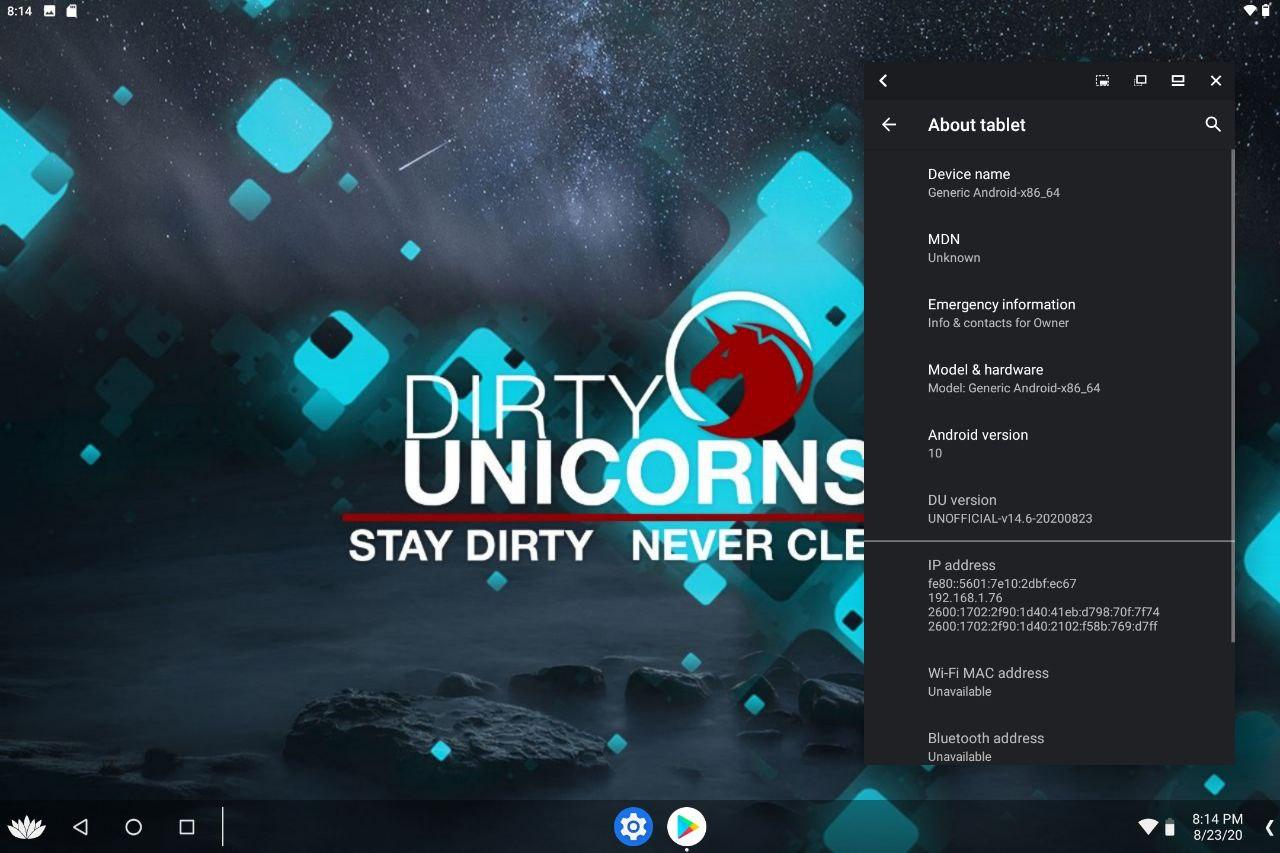 8:14
DIRTY
UNICORNS
STAY DIRTY NEVER CLE
About tablet
Device name
Generic Android-x86_64
MDN
Unknown
Emergency information
Info & contacts for Owner
Model & hardware
Model: Generic Android-x86_64
Android version
10
DU version
UNOFFICIAL-v14.6-20200823
IP address
fe80::5601:7e10:2dbf:ec67
192.168.1.76
2600:1702:2f90:1d40:41eb:d798:70f:7f74
2600:1702:2f90:1d40:2102:f58b:769:d7ff
Wi-Fi MAC address
Unavailable
Bluetooth address
Unavailable
8:14 PM
8/23/20